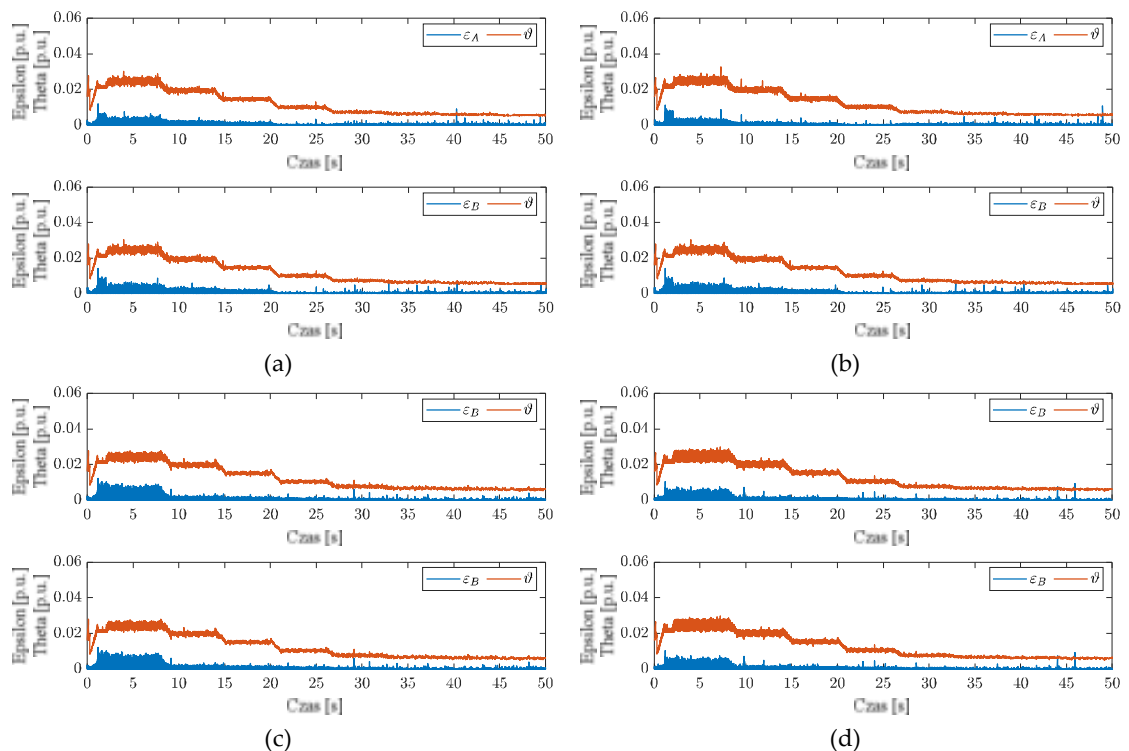 0.06
0.04
0.02
0
Epsilon [p.u.]
Theta [p.u.]
ε_A ϑ
0 5 10 15 20 25 30 35 40 45 50
Czas [s]
0.06
0.04
0.02
0
Epsilon [p.u.]
Theta [p.u.]
ε_B ϑ
0 5 10 15 20 25 30 35 40 45 50
Czas [s]
(a)
0.06
0.04
0.02
0
Epsilon [p.u.]
Theta [p.u.]
ε_A ϑ
0 5 10 15 20 25 30 35 40 45 50
Czas [s]
0.06
0.04
0.02
0
Epsilon [p.u.]
Theta [p.u.]
ε_B ϑ
0 5 10 15 20 25 30 35 40 45 50
Czas [s]
(b)
0.06
0.04
0.02
0
Epsilon [p.u.]
Theta [p.u.]
ε_B ϑ
0 5 10 15 20 25 30 35 40 45 50
Czas [s]
0.06
0.04
0.02
0
Epsilon [p.u.]
Theta [p.u.]
ε_B ϑ
0 5 10 15 20 25 30 35 40 45 50
Czas [s]
(c)
0.06
0.04
0.02
0
Epsilon [p.u.]
Theta [p.u.]
ε_B ϑ
0 5 10 15 20 25 30 35 40 45 50
Czas [s]
0.06
0.04
0.02
0
Epsilon [p.u.]
Theta [p.u.]
ε_B ϑ
0 5 10 15 20 25 30 35 40 45 50
Czas [s]
(d)